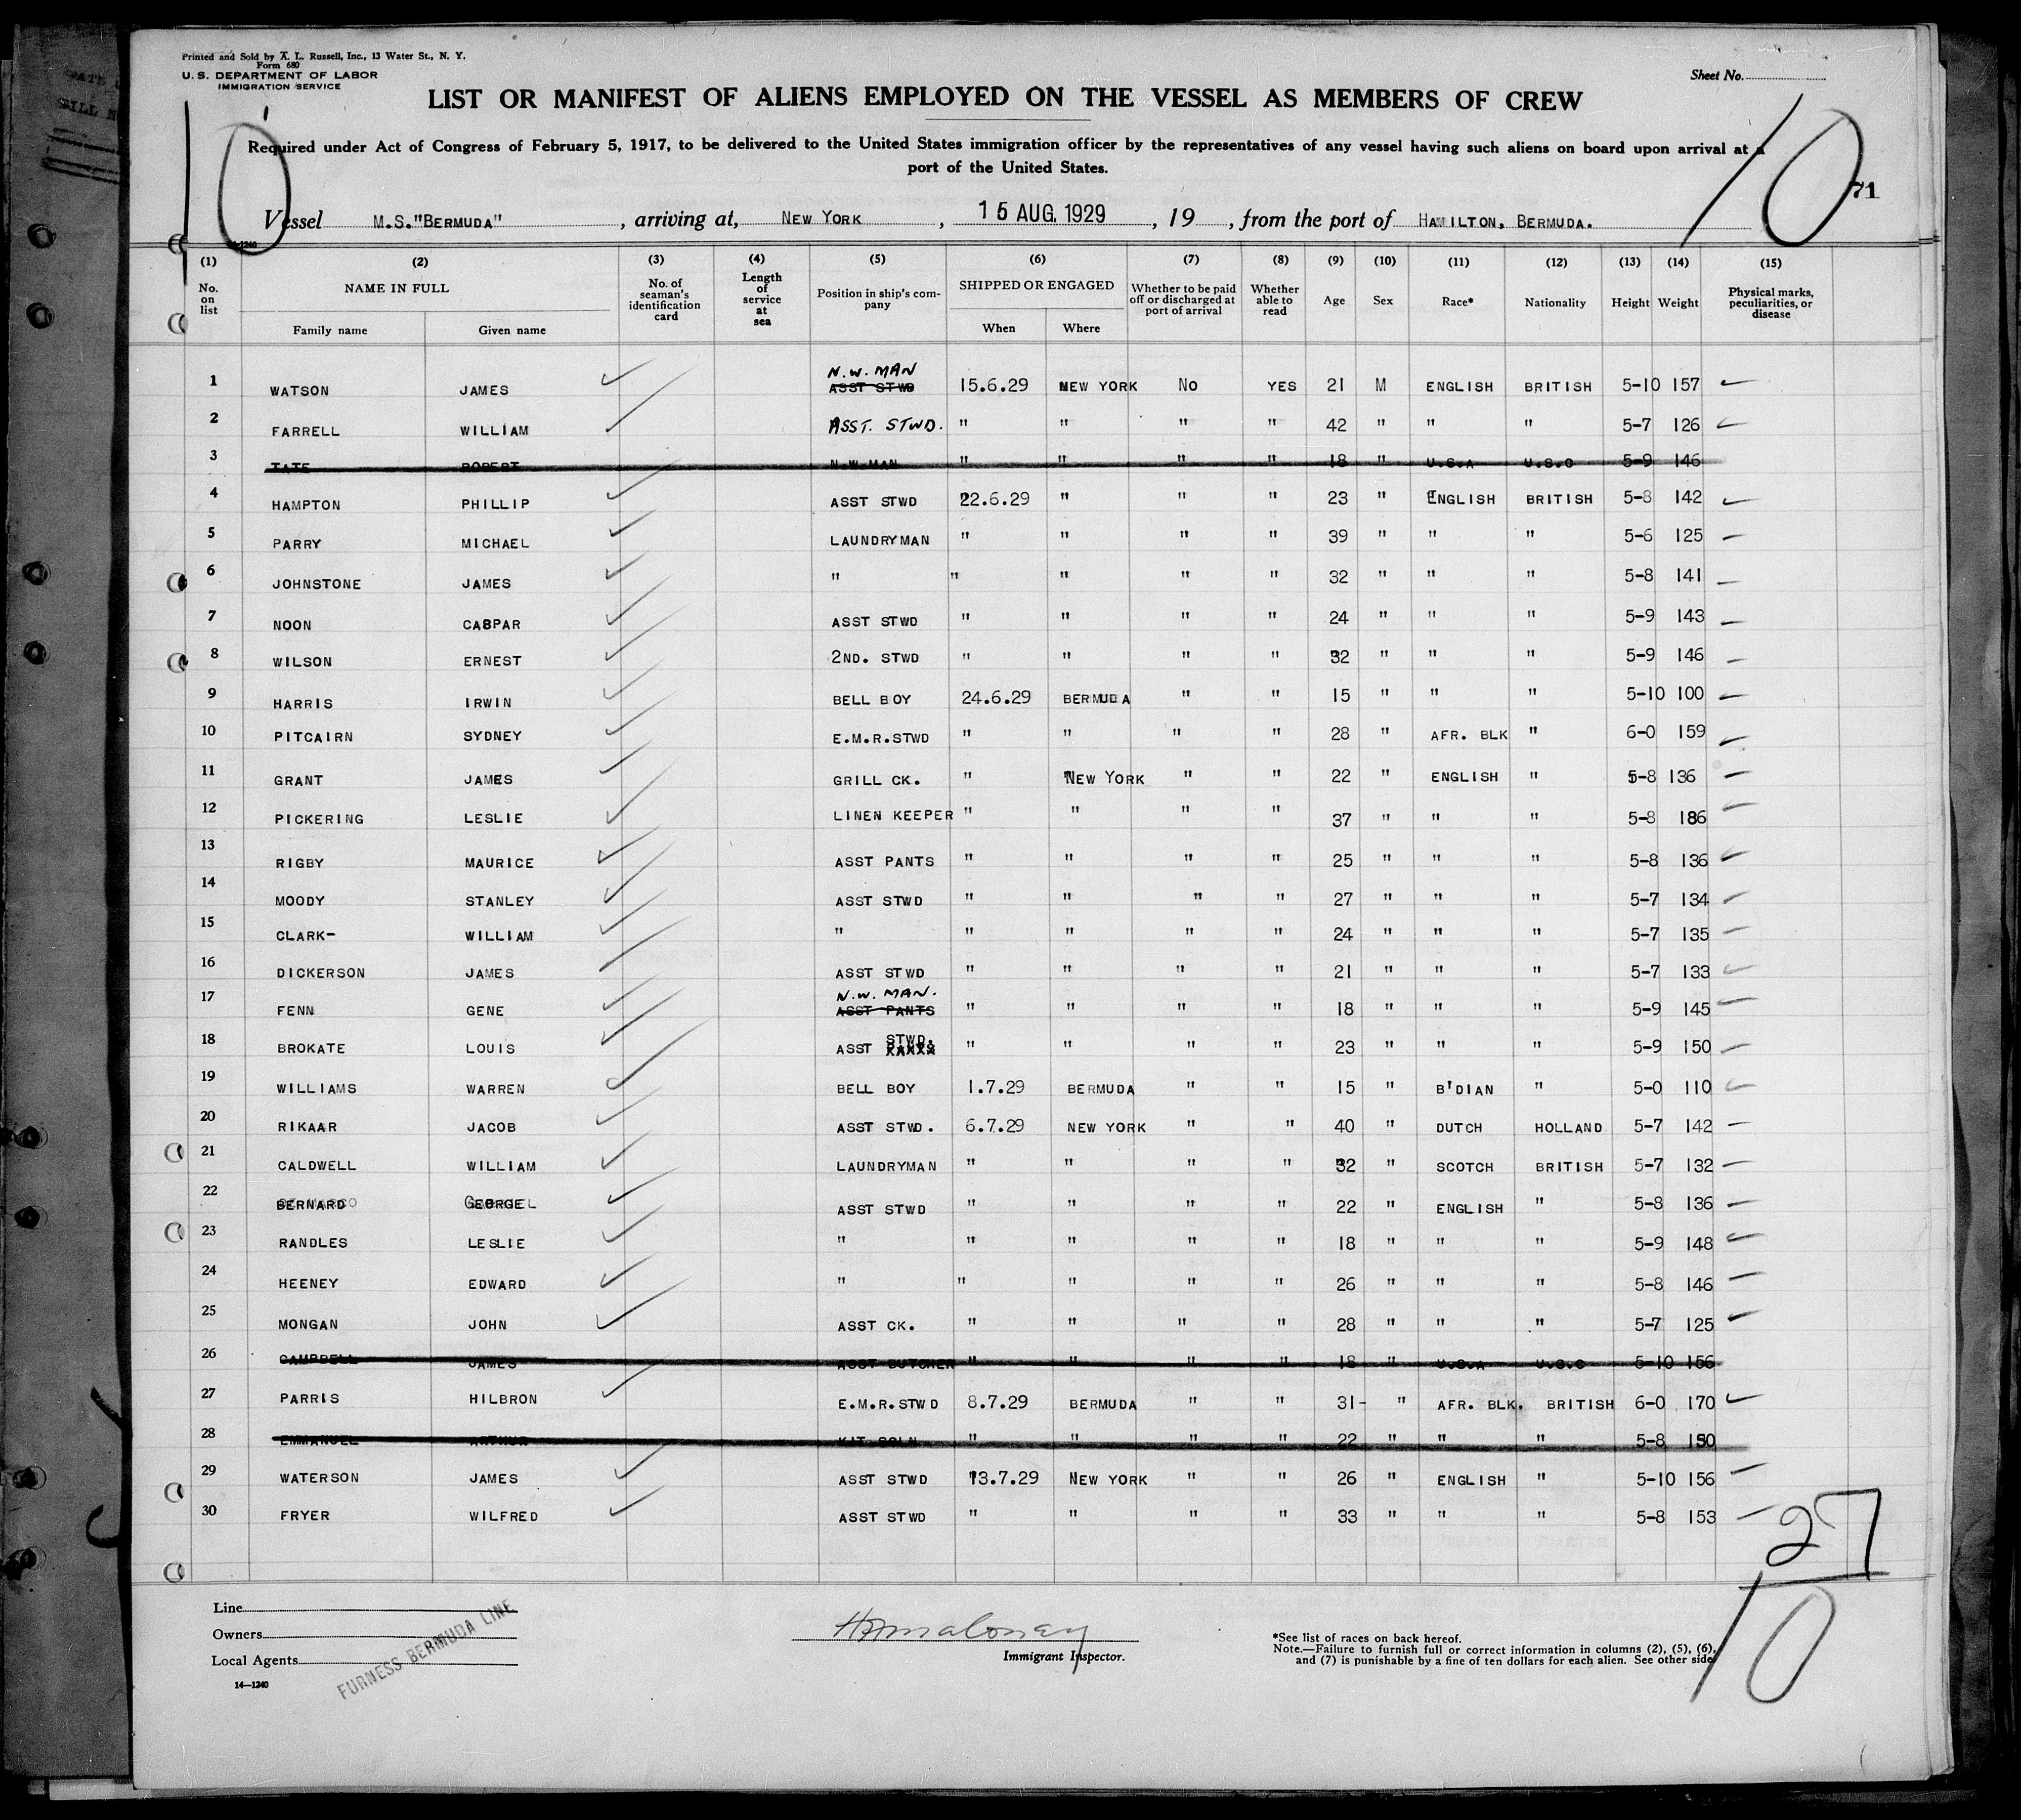 Printed and Sold by A. L. Russell, Inc., 13 Water St., N. Y.
Form 680
U. S. DEPARTMENT OF LABOR
IMMIGRATION SERVICE
Sheet No.
LIST OR MANIFEST OF ALIENS EMPLOYED ON THE VESSEL AS MEMBERS OF CREW
Required under Act of Congress of February 5, 1917, to be delivered to the United States immigration officer by the representatives of any vessel having such aliens on board upon arrival at a
port of the United States.
10 10 71
Vessel M.S."BERMUDA", arriving at, NEW YORK, 15 AUG. 1929, 19, from the port of HAMILTON, BERMUDA.
(1) (2) (3) (4) (5) (6) (7) (8) (9) (10) (11) (12) (13) (14) (15)
No. on list NAME IN FULL Family name Given name No. of seaman's identification card Length of service at sea Position in ship's company SHIPPED OR ENGAGED When Where Whether to be paid off or discharged at port of arrival Whether able to read Age Sex Race* Nationality Height Weight Physical marks, peculiarities, or disease
N.W. MAN
1 WATSON JAMES ASST STWD 15.6.29 NEW YORK NO YES 21 M ENGLISH BRITISH 5-10 157
2 FARRELL WILLIAM ASST. STWD. " " " " 42 " " " 5-7 126
3 TATE ROBERT N.W.MAN " " " " 18 " U.S.A U.S.C 5-9 146
4 HAMPTON PHILLIP ASST STWD 22.6.29 " " " 23 " ENGLISH BRITISH 5-8 142
5 PARRY MICHAEL LAUNDRYMAN " " " " 39 " " " 5-6 125
6 JOHNSTONE JAMES " " " " " 32 " " " 5-8 141
7 NOON CABPAR ASST STWD " " " " 24 " " " 5-9 143
8 WILSON ERNEST 2ND. STWD " " " " 32 " " " 5-9 146
9 HARRIS IRWIN BELL BOY 24.6.29 BERMUDA " " 15 " " " 5-10 100
10 PITCAIRN SYDNEY E.M.R.STWD " " " " 28 " AFR. BLK " 6-0 159
11 GRANT JAMES GRILL CK. " NEW YORK " " 22 " ENGLISH " 5-8 136
12 PICKERING LESLIE LINEN KEEPER " " " " 37 " " " 5-8 186
13 RIGBY MAURICE ASST PANTS " " " " 25 " " " 5-8 136
14 MOODY STANLEY ASST STWD " " " " 27 " " " 5-7 134
15 CLARK- WILLIAM " " " " " 24 " " " 5-7 135
16 DICKERSON JAMES ASST STWD " " " " 21 " " " 5-7 133
N.W. MAN.
17 FENN GENE ASST PANTS " " " " 18 " " " 5-9 145
STWD.
18 BROKATE LOUIS ASST " " " " 23 " " " 5-9 150
19 WILLIAMS WARREN BELL BOY 1.7.29 BERMUDA " " 15 " B'DIAN " 5-0 110
20 RIKAAR JACOB ASST STWD. 6.7.29 NEW YORK " " 40 " DUTCH HOLLAND 5-7 142
21 CALDWELL WILLIAM LAUNDRYMAN " " " " 32 " SCOTCH BRITISH 5-7 132
22 BERNARD GEORGE ASST STWD " " " " 22 " ENGLISH " 5-8 136
23 RANDLES LESLIE " " " " " 18 " " " 5-9 148
24 HEENEY EDWARD " " " " " 26 " " " 5-8 146
25 MONGAN JOHN ASST CK. " " " " 28 " " " 5-7 125
26 CAMPBELL JAMES ASST BUTCHER " " " " 18 " U.S.A U.S.C 5-10 156
27 PARRIS HILBRON E.M.R.STWD 8.7.29 BERMUDA " " 31- " AFR. BLK. BRITISH 6-0 170
28 EMMANUEL ARTHUR KIT SCLN " " " " 22 " " " 5-8 150
29 WATERSON JAMES ASST STWD 13.7.29 NEW YORK " " 26 " ENGLISH " 5-10 156
30 FRYER WILFRED ASST STWD " " " " 33 " " " 5-8 153
27
10
Line
Owners
Local Agents
FURNESS BERMUDA LINE
14—1240
Immigrant Inspector.
*See list of races on back hereof.
Note.—Failure to furnish full or correct information in columns (2), (5), (6),
and (7) is punishable by a fine of ten dollars for each alien. See other side.